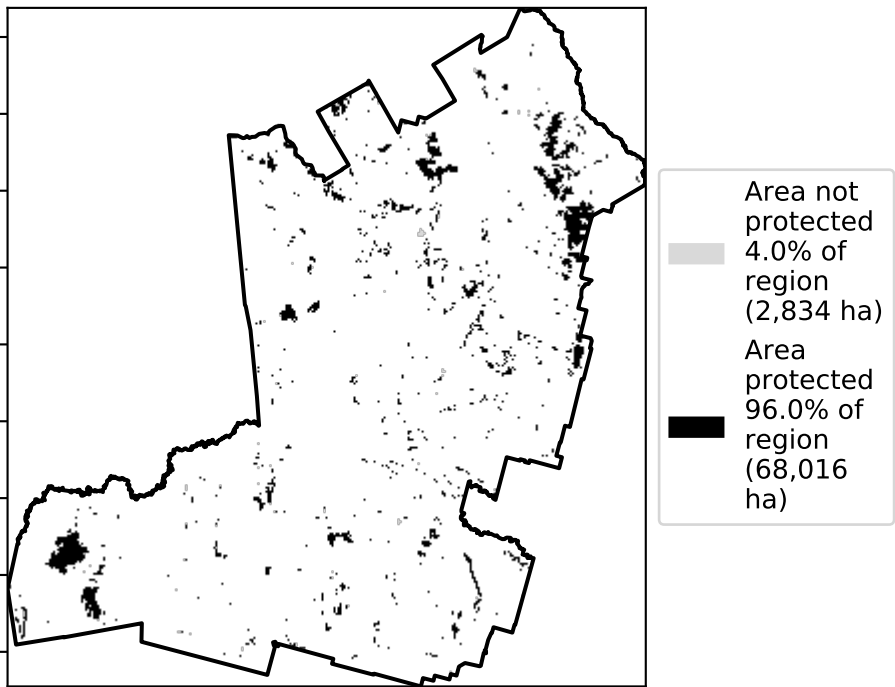 Area not
protected
4.0% of
region
(2,834 ha)
Area
protected
96.0% of
region
(68,016
ha)